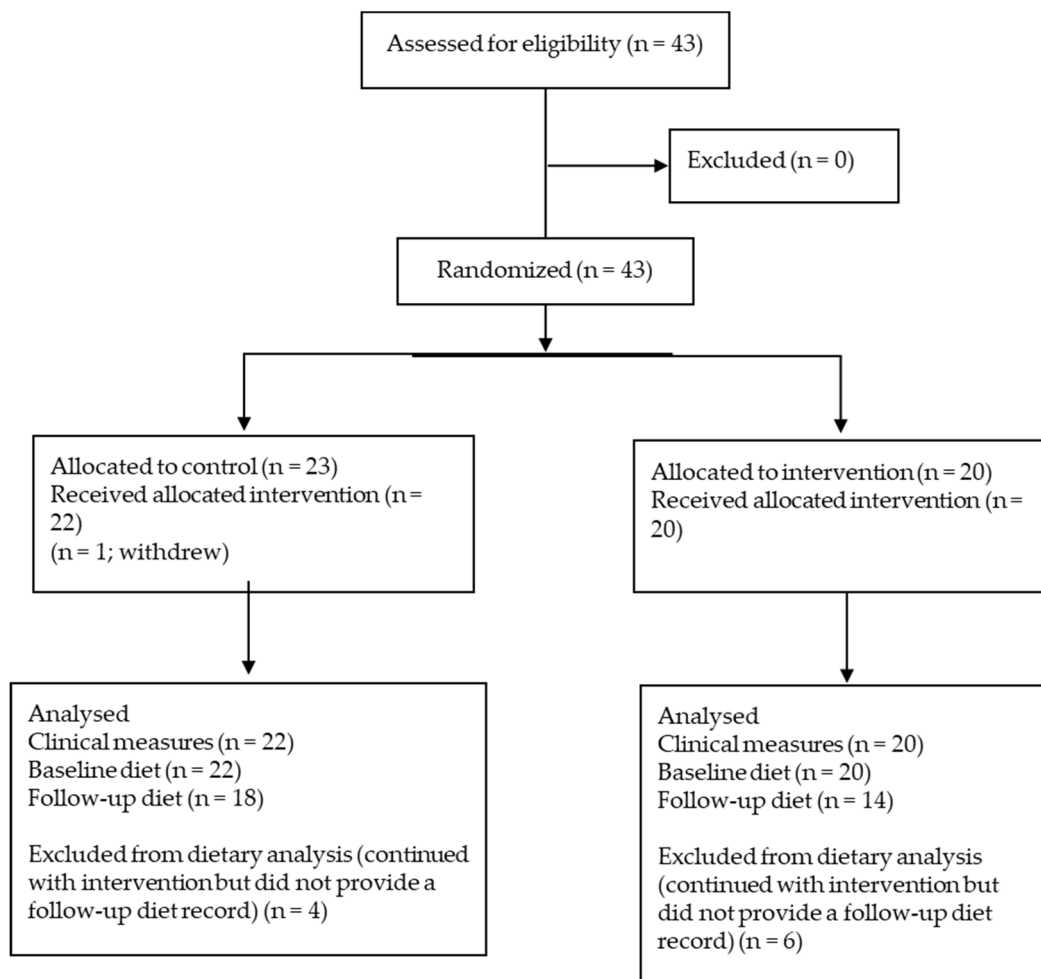 Assessed for eligibility (n = 43)
Excluded (n = 0)
Randomized (n = 43)
Allocated to control (n = 23)
Received allocated intervention (n =
22)
(n = 1; withdrew)
Allocated to intervention (n = 20)
Received allocated intervention (n =
20)
Analysed
Clinical measures (n = 22)
Baseline diet (n = 22)
Follow-up diet (n = 18)
Excluded from dietary analysis (continued
with intervention but did not provide a
follow-up diet record) (n = 4)
Analysed
Clinical measures (n = 20)
Baseline diet (n = 20)
Follow-up diet (n = 14)
Excluded from dietary analysis
(continued with intervention but
did not provide a follow-up diet
record) (n = 6)